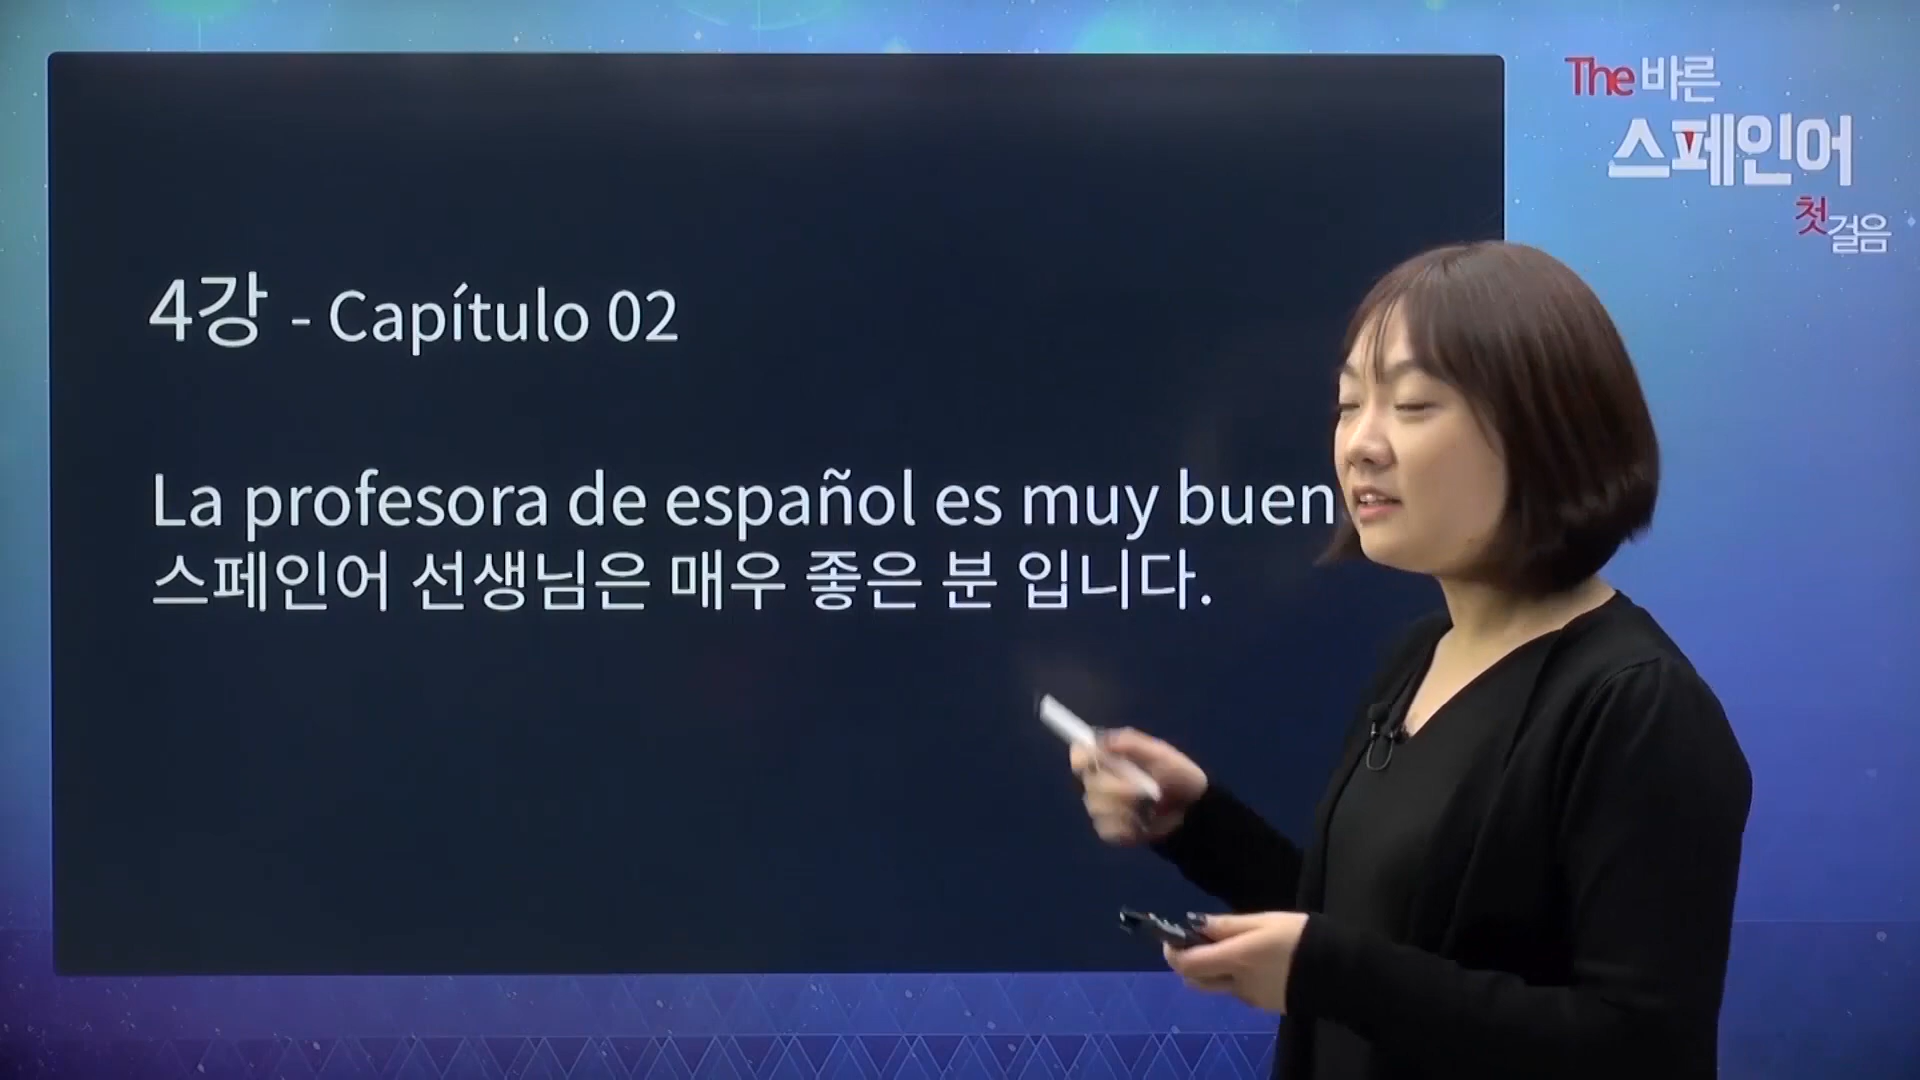 The 바른
스페인어
첫걸음
4강 - Capítulo 02
La profesora de español es muy buen
스페인어 선생님은 매우 좋은 분 입니다.